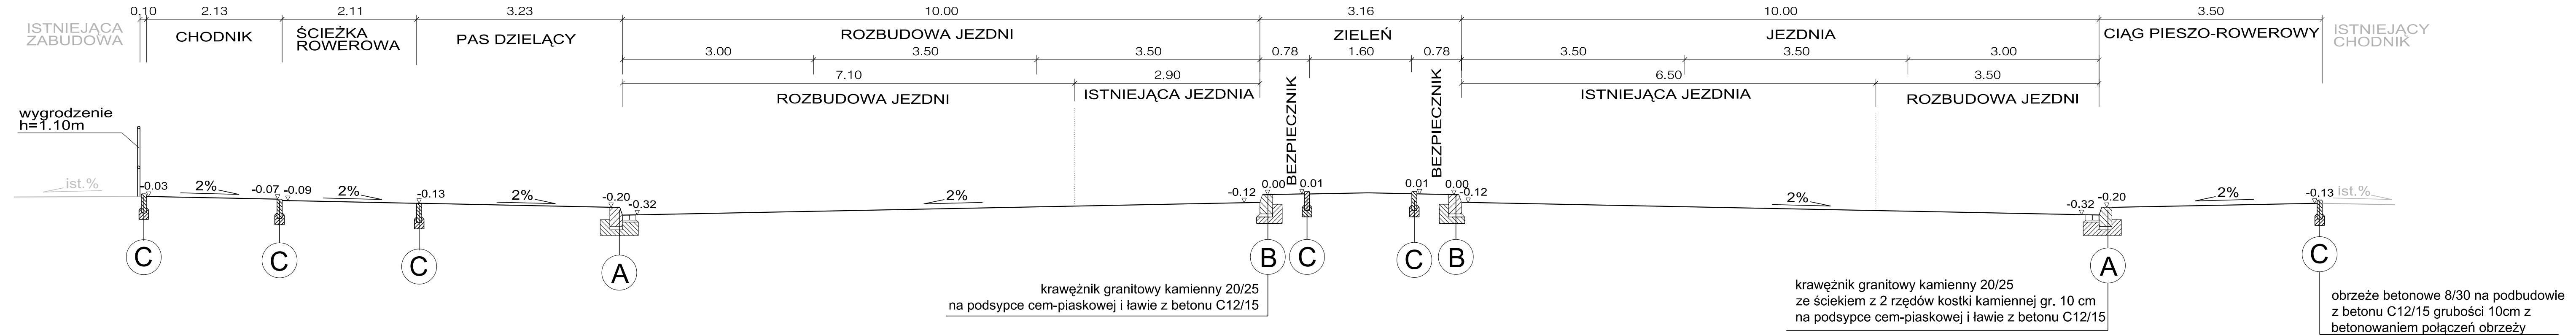 0.10 2.13 2.11 3.23 10.00 3.16 10.00 3.50
ISTNIEJĄCA
ZABUDOWA
CHODNIK
ŚCIEŻKA
ROWEROWA
PAS DZIELĄCY
ROZBUDOWA JEZDNI
ZIELEŃ
JEZDNIA
CIĄG PIESZO-ROWEROWY
ISTNIEJĄCY
CHODNIK
3.00 3.50 3.50 0.78 1.60 0.78 3.50 3.50 3.00
7.10 2.90 6.50 3.50
ROZBUDOWA JEZDNI
ISTNIEJĄCA JEZDNIA
BEZPIECZNIK
BEZPIECZNIK
ISTNIEJĄCA JEZDNIA
ROZBUDOWA JEZDNI
wygrodzenie
h=1.10m
ist.% -0.03 2% -0.07 -0.09 2% -0.13 2% -0.20 -0.32 2% -0.12 0.00 0.01 0.01 0.00 -0.12 2% -0.32 -0.20 2% -0.13 ist.%
C C C A B C C B A C
krawężnik granitowy kamienny 20/25
na podsypce cem-piaskowej i ławie z betonu C12/15
krawężnik granitowy kamienny 20/25
ze ściekiem z 2 rzędów kostki kamiennej gr. 10 cm
na podsypce cem-piaskowej i ławie z betonu C12/15
obrzeże betonowe 8/30 na podbudowie
z betonu C12/15 grubości 10cm z
betonowaniem połączeń obrzeży